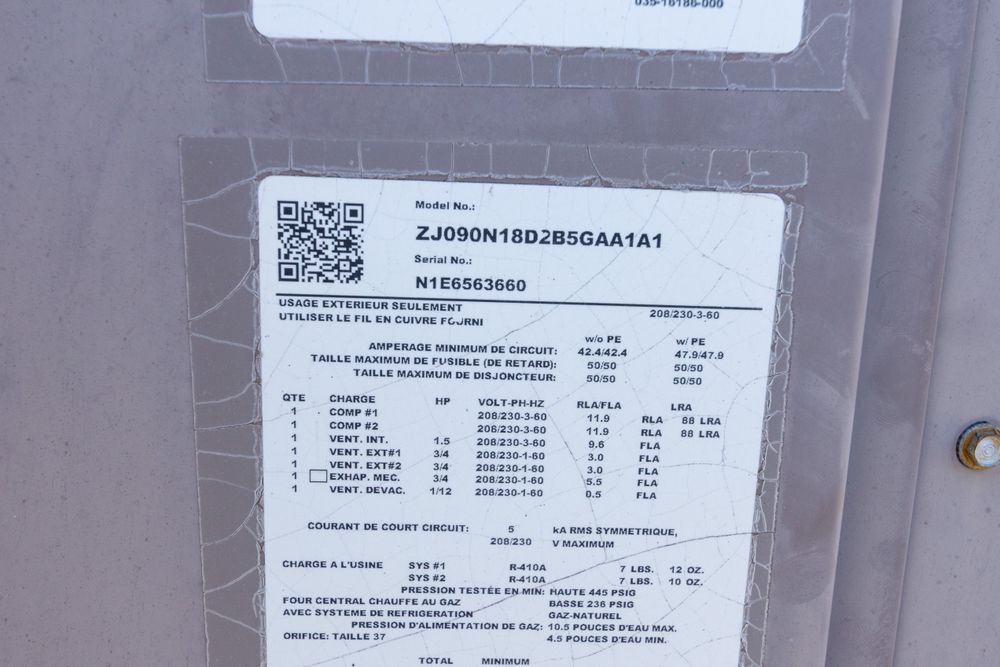 035-16186-000
Model No.:
ZJ090N18D2B5GAA1A1
Serial No.:
N1E6563660
USAGE EXTERIEUR SEULEMENT
UTILISER LE FIL EN CUIVRE FOURNI 208/230-3-60
w/o PE w/ PE
AMPERAGE MINIMUM DE CIRCUIT: 42.4/42.4 47.9/47.9
TAILLE MAXIMUM DE FUSIBLE (DE RETARD): 50/50 50/50
TAILLE MAXIMUM DE DISJONCTEUR: 50/50 50/50
QTE CHARGE HP VOLT-PH-HZ RLA/FLA LRA
1 COMP #1 208/230-3-60 11.9 RLA 88 LRA
1 COMP #2 208/230-3-60 11.9 RLA 88 LRA
1 VENT. INT. 1.5 208/230-3-60 9.6 FLA
1 VENT. EXT#1 3/4 208/230-1-60 3.0 FLA
1 VENT. EXT#2 3/4 208/230-1-60 3.0 FLA
1 EXHAP. MEC. 3/4 208/230-1-60 5.5 FLA
1 VENT. DEVAC. 1/12 208/230-1-60 0.5 FLA
COURANT DE COURT CIRCUIT: 5 kA RMS SYMMETRIQUE,
208/230 V MAXIMUM
CHARGE A L'USINE SYS #1 R-410A 7 LBS. 12 OZ.
SYS #2 R-410A 7 LBS. 10 OZ.
PRESSION TESTÉE EN MIN: HAUTE 445 PSIG
FOUR CENTRAL CHAUFFE AU GAZ BASSE 236 PSIG
AVEC SYSTEME DE REFRIGERATION GAZ-NATUREL
PRESSION D'ALIMENTATION DE GAZ: 10.5 POUCES D'EAU MAX.
ORIFICE: TAILLE 37 4.5 POUCES D'EAU MIN.
TOTAL MINIMUM